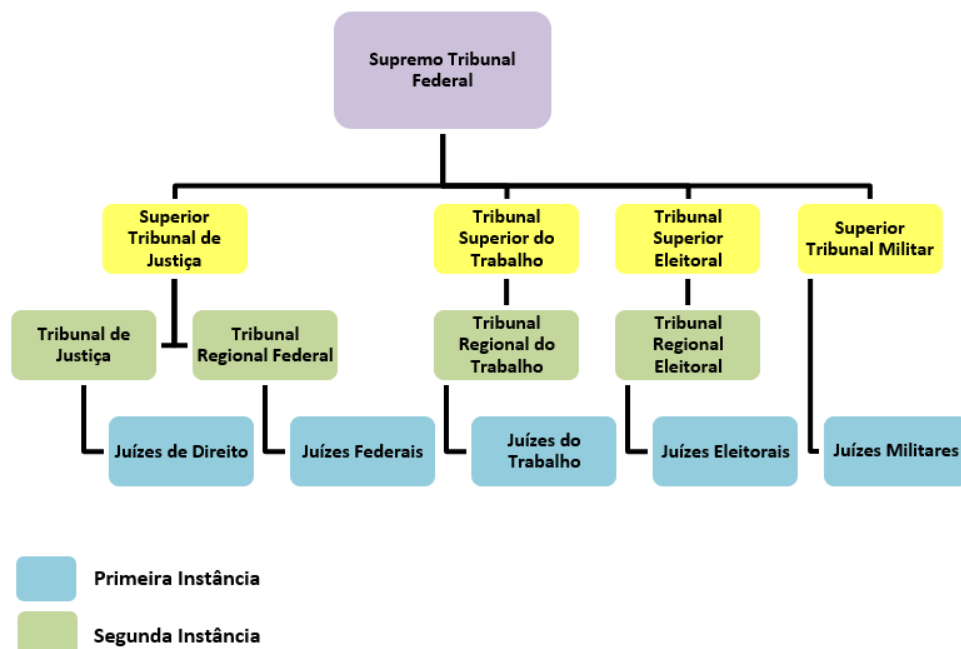 Supremo Tribunal
Federal
Superior
Tribunal de
Justiça
Tribunal
Superior do
Trabalho
Tribunal
Superior
Eleitoral
Superior
Tribunal Militar
Tribunal de
Justiça
Tribunal
Regional Federal
Tribunal
Regional do
Trabalho
Tribunal
Regional
Eleitoral
Juízes de Direito
Juízes Federais
Juízes do
Trabalho
Juízes Eleitorais
Juízes Militares
Primeira Instância
Segunda Instância